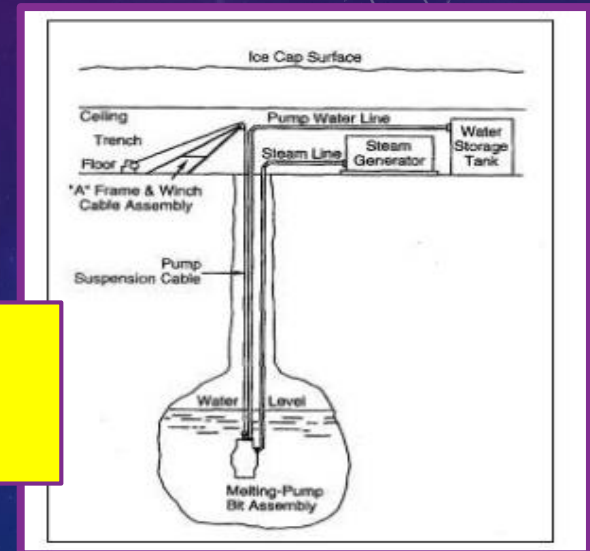 Ice Cap Surface
Ceiling
Pump Water Line
Trench
Water
Storage
Tank
Steam
Generator
Steam Line
Floor
"A" Frame & Winch
Cable Assembly
Pump
Suspension Cable
Water Level
Melting-Pump
Bit Assembly